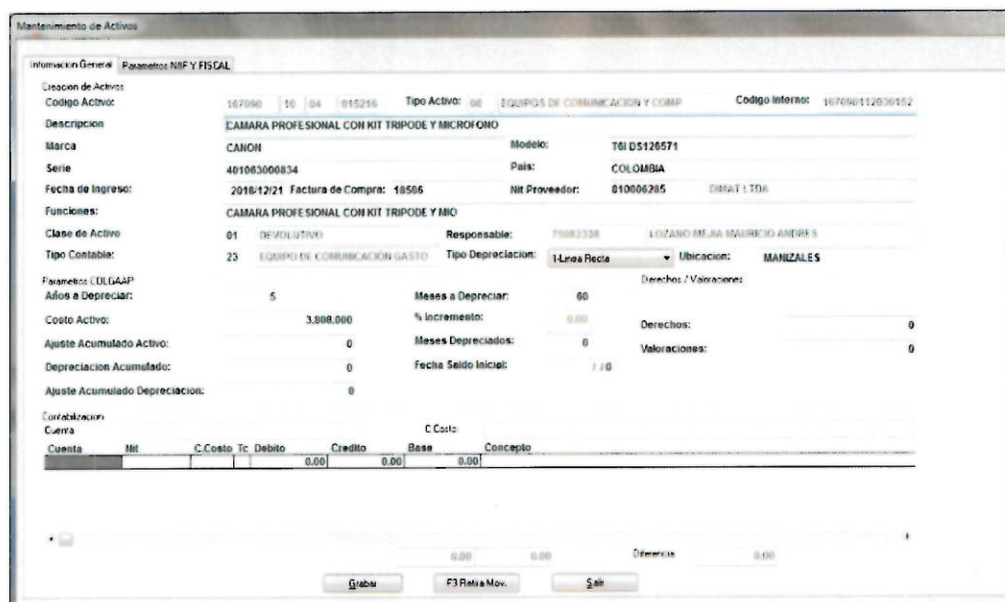 Mantenimiento de Activos
Informacion General Parametros NIIF Y FISCAL
Creacion de Activos
Codigo Activo: 167090 10 04 015216 Tipo Activo: 08 EQUIPOS DE COMUNICACION Y COMP Codigo Interno:
Descripcion CAMARA PROFESIONAL CON KIT TRIPODE Y MICROFONO
Marca CANON Modelo: T6I DS126571
Serie 401063000834 Pais: COLOMBIA
Fecha de Ingreso: 2018/12/21 Factura de Compra: 18506 Nit Proveedor: 810006285 DIMAT LTDA
Funciones: CAMARA PROFESIONAL CON KIT TRIPODE Y MIO
Clase de Activo 01 DEVOLUTIVO Responsable: 75082338 LOZANO MEJIA MAURICIO ANDRES
Tipo Contable: 23 EQUIPO DE COMUNICACIÓN GASTO Tipo Depreciacion: 1-Linea Recta Ubicacion: MANIZALES
Parametros COLGAAP Derechos / Valoraciones
Años a Depreciar: 5 Meses a Depreciar: 60
Costo Activo: 3,808,000 % Incremento: 0.00 Derechos: 0
Ajuste Acumulado Activo: 0 Meses Depreciados: 0 Valoraciones: 0
Depreciacion Acumulado: 0 Fecha Saldo Inicial: / / 0
Ajuste Acumulado Depreciacion: 0
Contabilizacion
Cuenta C.Costo
Cuenta Nit C.Costo Tc Debito Credito Base Concepto
0.00 0.00 0.00
0.00 0.00 Diferencia 0.00
Grabar F3 Retira Mov. Salir